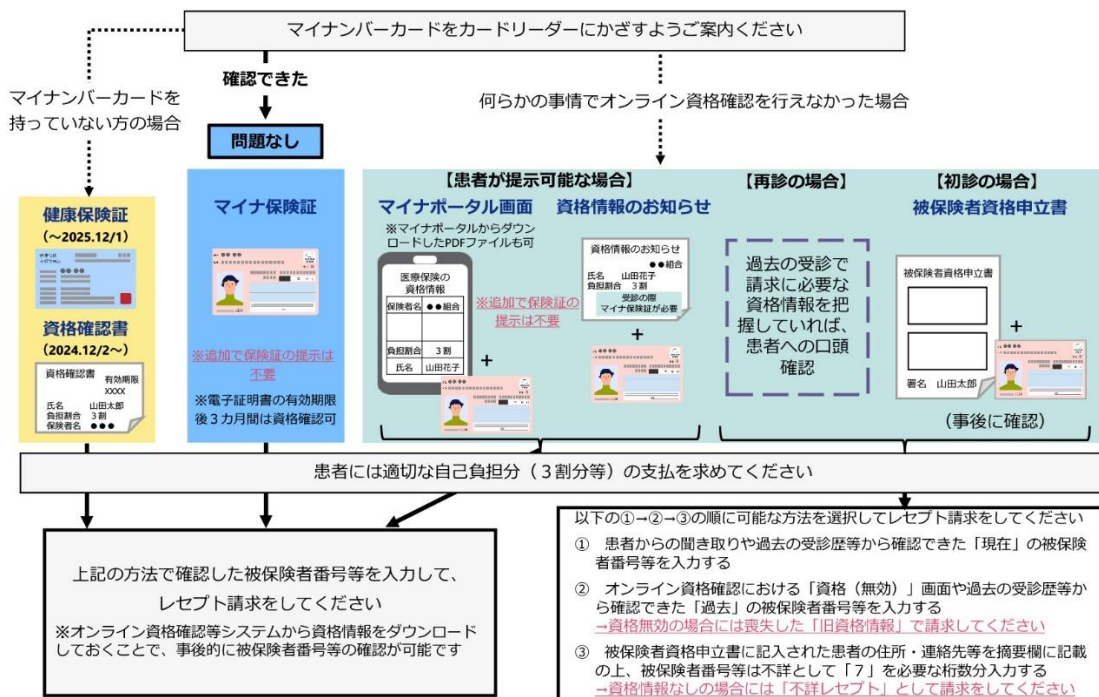 マイナンバーカードをカードリーダーにかざすようご案内ください
マイナンバーカードを
持っていない方の場合
確認できた
問題なし
何らかの事情でオンライン資格確認を行えなかった場合
健康保険証
(～2025.12/1)
資格確認書
(2024.12/2～)
資格確認書
有効期限
XXXX
氏名 山田太郎
負担割合 3割
保険者名 ●●●
マイナ保険証
※追加で保険証の提示は
不要
※電子証明書の有効期限
後３カ月間は資格確認可
【患者が提示可能な場合】
マイナポータル画面
※マイナポータルからダウン
ロードしたPDFファイルも可
医療保険の
資格情報
保険者名 ●●組合
負担割合 3割
氏名 山田花子
+
※追加で保険証の
提示は不要
資格情報のお知らせ
資格情報のお知らせ
●●組合
氏名 山田花子
負担割合 3割
受診の際
マイナ保険証が必要
+
【再診の場合】
過去の受診で
請求に必要な
資格情報を把
握していれば、
患者への口頭
確認
【初診の場合】
被保険者資格申立書
被保険者資格申立書
署名 山田太郎
+
(事後に確認)
患者には適切な自己負担分（３割分等）の支払を求めてください
上記の方法で確認した被保険者番号等を入力して、
レセプト請求をしてください
※オンライン資格確認等システムから資格情報をダウンロード
しておくことで、事後的に被保険者番号等の確認が可能です
以下の①→②→③の順に可能な方法を選択してレセプト請求をしてください
① 患者からの聞き取りや過去の受診歴等から確認できた「現在」の被保険
者番号等を入力する
② オンライン資格確認における「資格（無効）」画面や過去の受診歴等か
ら確認できた「過去」の被保険者番号等を入力する
→資格無効の場合には喪失した「旧資格情報」で請求してください
③ 被保険者資格申立書に記入された患者の住所・連絡先等を摘要欄に記載
の上、被保険者番号等は不詳として「７」を必要な桁数分入力する
→資格情報なしの場合には「不詳レセプト」として請求をしてください